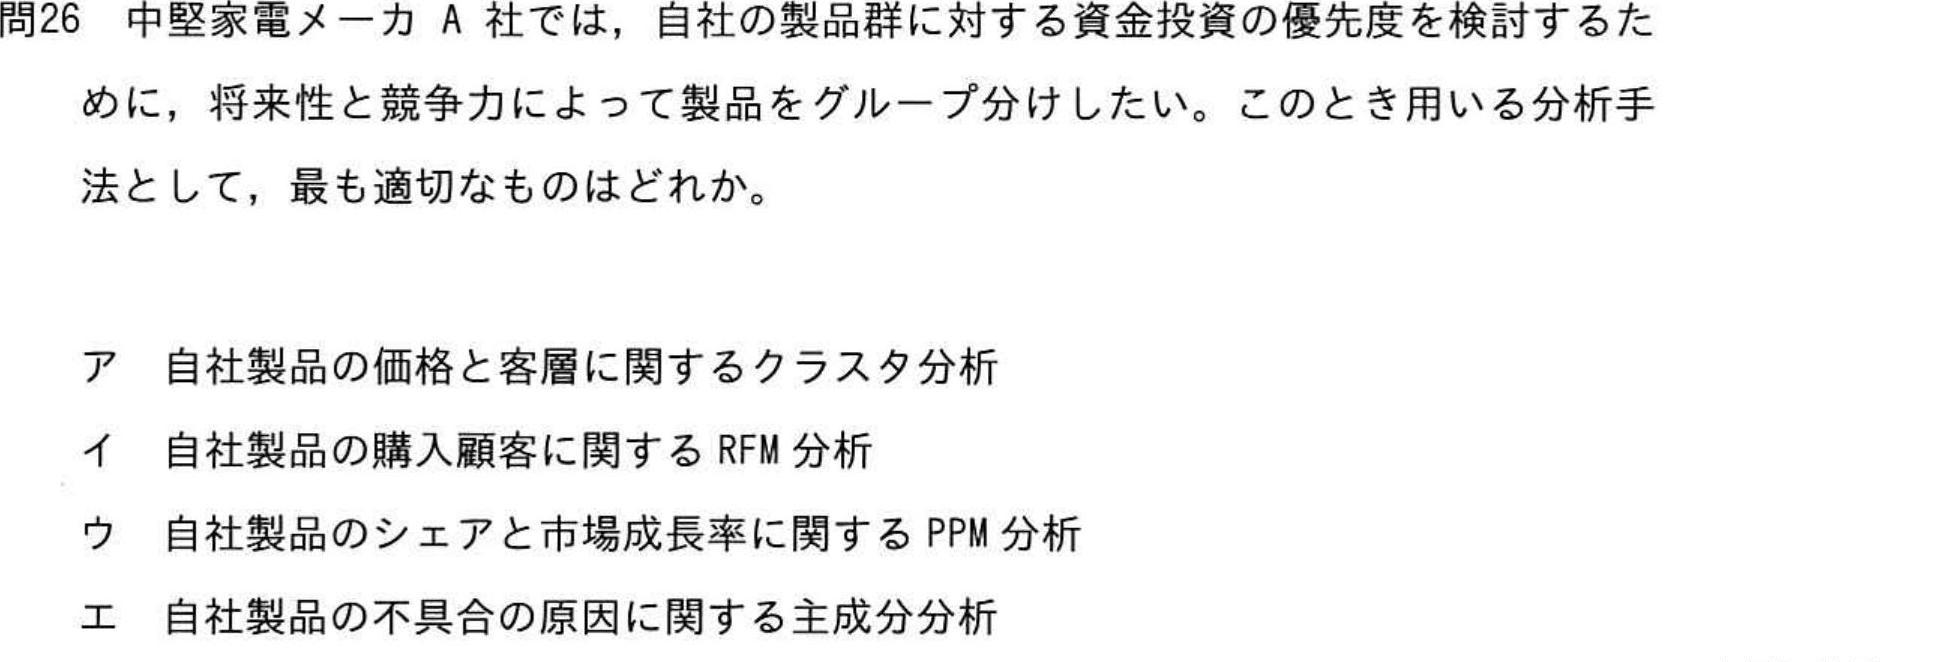 問26　中堅家電メーカ A 社では，自社の製品群に対する資金投資の優先度を検討するた
めに，将来性と競争力によって製品をグループ分けしたい。このとき用いる分析手
法として，最も適切なものはどれか。
ア　自社製品の価格と客層に関するクラスタ分析
イ　自社製品の購入顧客に関する RFM 分析
ウ　自社製品のシェアと市場成長率に関する PPM 分析
エ　自社製品の不具合の原因に関する主成分分析